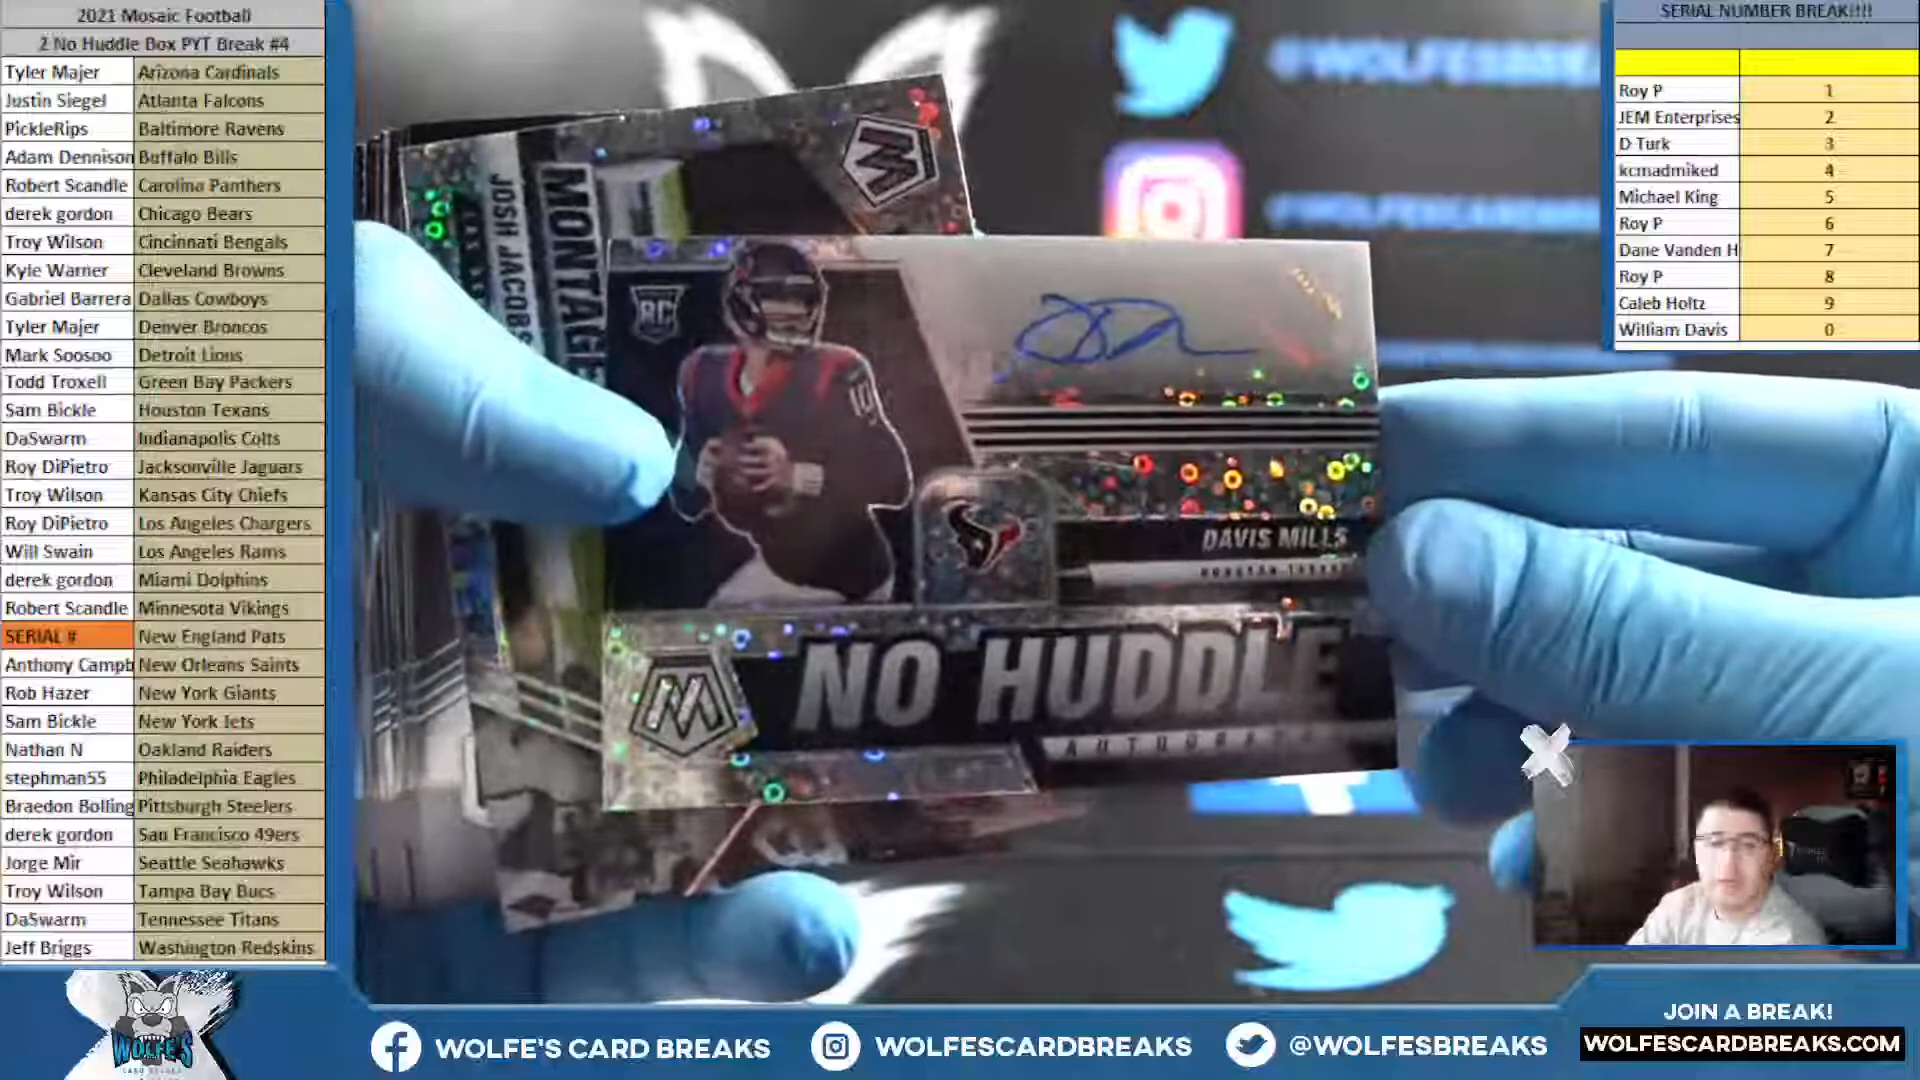 2021 Mosaic Football
2 No Huddle Box PYT Break #4
Tyler Majer Arizona Cardinals
Justin Siegel Atlanta Falcons
PickleRips Baltimore Ravens
Adam Dennison Buffalo Bills
Robert Scandle Carolina Panthers
derek gordon Chicago Bears
Troy Wilson Cincinnati Bengals
Kyle Warner Cleveland Browns
Gabriel Barrera Dallas Cowboys
Tyler Majer Denver Broncos
Mark Soosoo Detroit Lions
Todd Troxell Green Bay Packers
Sam Bickle Houston Texans
DaSwarm Indianapolis Colts
Roy DiPietro Jacksonville Jaguars
Troy Wilson Kansas City Chiefs
Roy DiPietro Los Angeles Chargers
Will Swain Los Angeles Rams
derek gordon Miami Dolphins
Robert Scandle Minnesota Vikings
SERIAL # New England Pats
Anthony Campb New Orleans Saints
Rob Hazer New York Giants
Sam Bickle New York Jets
Nathan N Oakland Raiders
stephman55 Philadelphia Eagles
Braedon Bolling Pittsburgh Steelers
derek gordon San Francisco 49ers
Jorge Mir Seattle Seahawks
Troy Wilson Tampa Bay Bucs
DaSwarm Tennessee Titans
Jeff Briggs Washington Redskins
SERIAL NUMBER BREAK!!!!
Roy P 1
JEM Enterprises 2
D Turk 3
kcmadmiked 4
Michael King 5
Roy P 6
Dane Vanden H 7
Roy P 8
Caleb Holtz 9
William Davis 0
@WOLFESBREA
M
MONTAGE
JOSH JACOBS
RC
DAVIS MILLS
HOUSTON TEXANS
M
NO HUDDLE
AUTOGRA
WOLFE'S
WOLFE'S CARD BREAKS
WOLFESCARDBREAKS
@WOLFESBREAKS
JOIN A BREAK!
WOLFESCARDBREAKS.COM